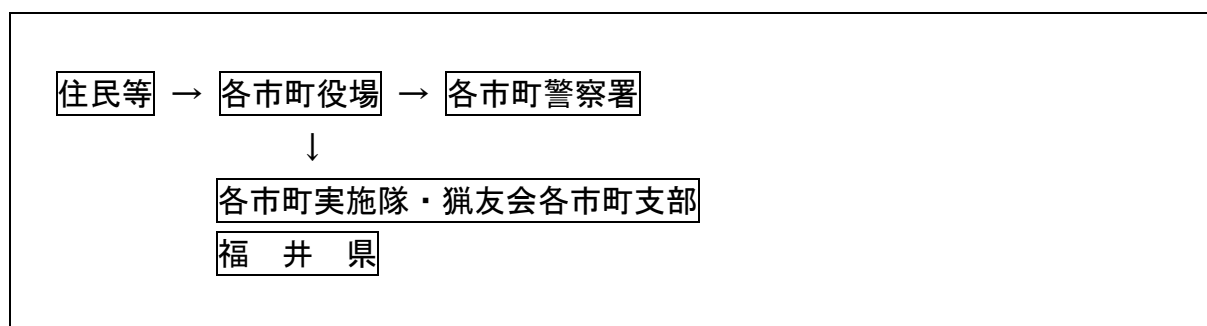 住民等 → 各市町役場 → 各市町警察署
↓
各市町実施隊・猟友会各市町支部
福　井　県